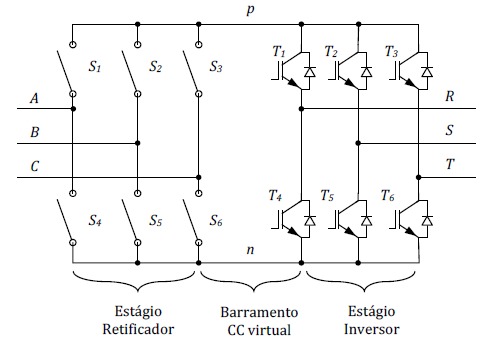 p
S1 S2 S3 T1 T2 T3
A R
B S
C T
S4 S5 S6 T4 T5 T6
n
Estágio Barramento Estágio
Retificador CC virtual Inversor